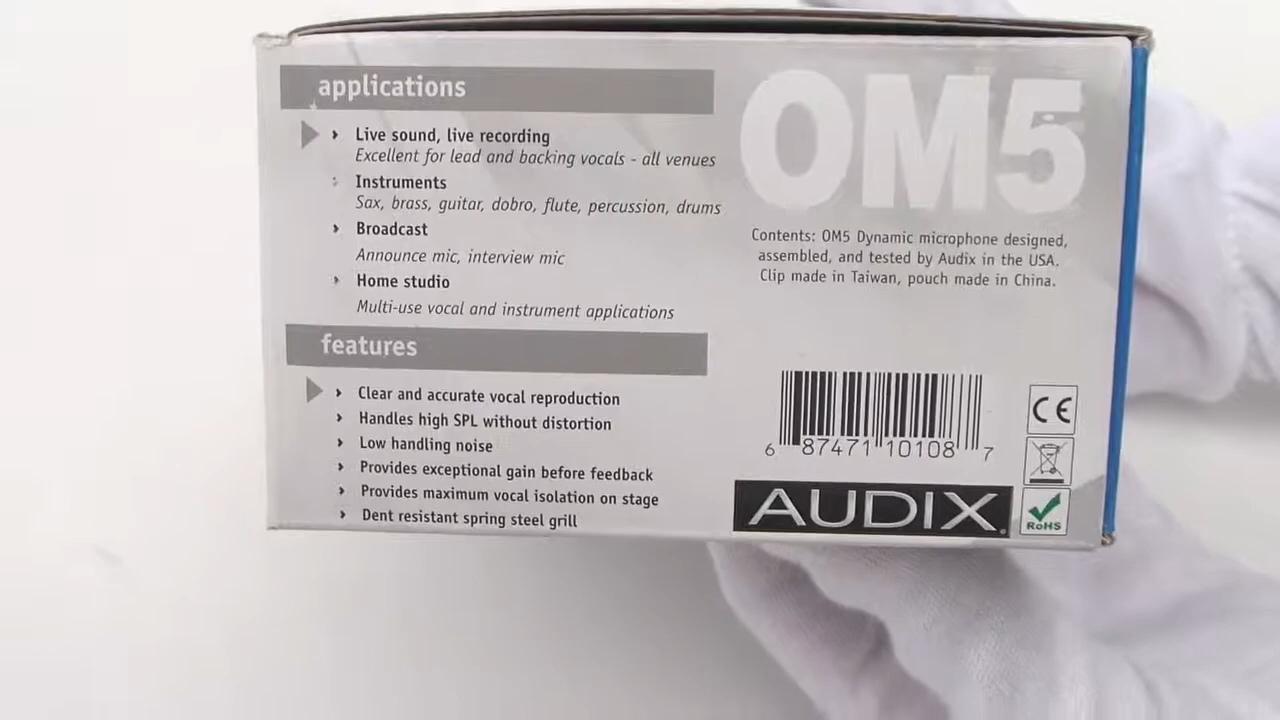 applications
Live sound, live recording
Excellent for lead and backing vocals - all venues
Instruments
Sax, brass, guitar, dobro, flute, percussion, drums
Broadcast
Announce mic, interview mic
Home studio
Multi-use vocal and instrument applications
features
Clear and accurate vocal reproduction
Handles high SPL without distortion
Low handling noise
Provides exceptional gain before feedback
Provides maximum vocal isolation on stage
Dent resistant spring steel grill
OM5
Contents: OM5 Dynamic microphone designed,
assembled, and tested by Audix in the USA.
Clip made in Taiwan, pouch made in China.
6 87471 10108 7
CE
AUDIX
RoHS